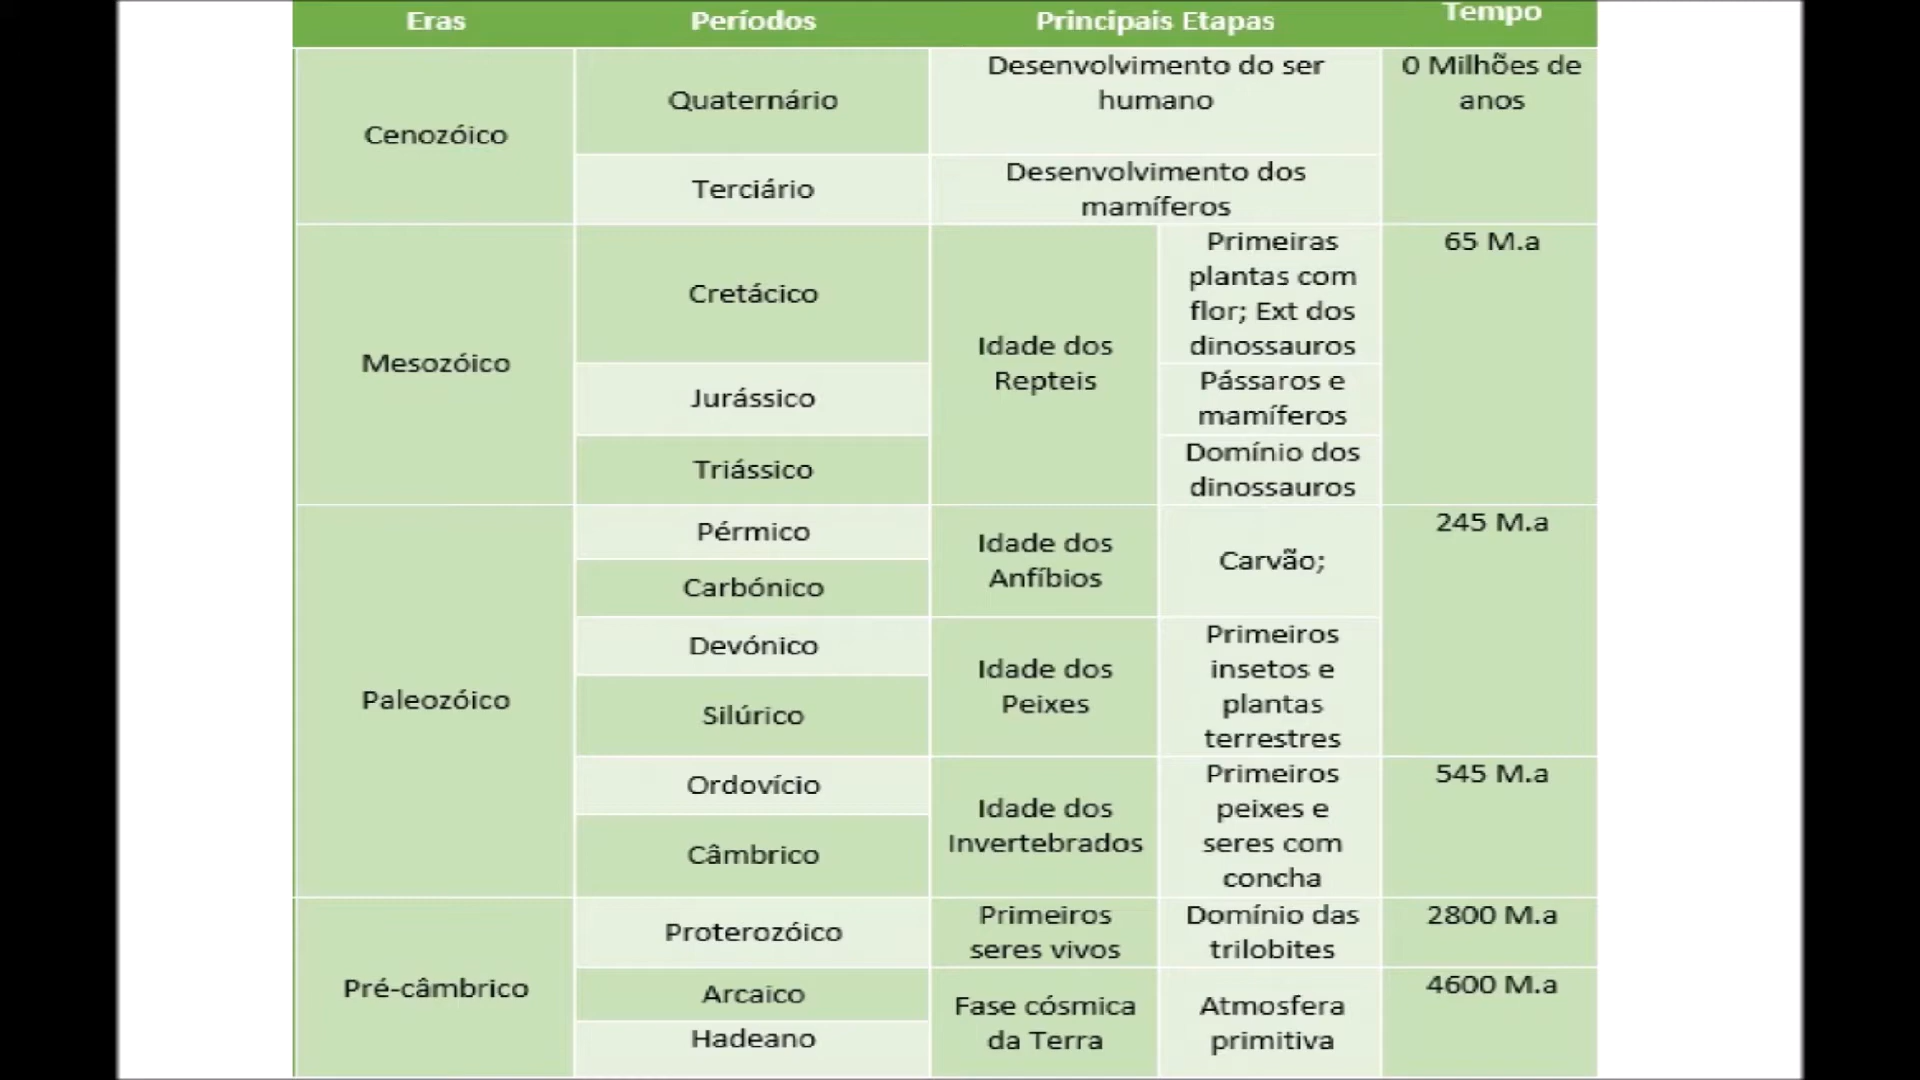 Eras
Períodos
Principais Etapas
Tempo
Cenozóico
Quaternário
Desenvolvimento do ser
humano
0 Milhões de
anos
Terciário
Desenvolvimento dos
mamíferos
Mesozóico
Cretácico
Idade dos
Repteis
Primeiras
plantas com
flor; Ext dos
dinossauros
65 M.a
Jurássico
Pássaros e
mamíferos
Triássico
Domínio dos
dinossauros
Paleozóico
Pérmico
Idade dos
Anfíbios
Carvão;
245 M.a
Carbónico
Devónico
Idade dos
Peixes
Primeiros
insetos e
plantas
terrestres
Silúrico
Ordovício
Idade dos
Invertebrados
Primeiros
peixes e
seres com
concha
545 M.a
Câmbrico
Pré-câmbrico
Proterozóico
Primeiros
seres vivos
Domínio das
trilobites
2800 M.a
Arcaico
Fase cósmica
da Terra
Atmosfera
primitiva
4600 M.a
Hadeano